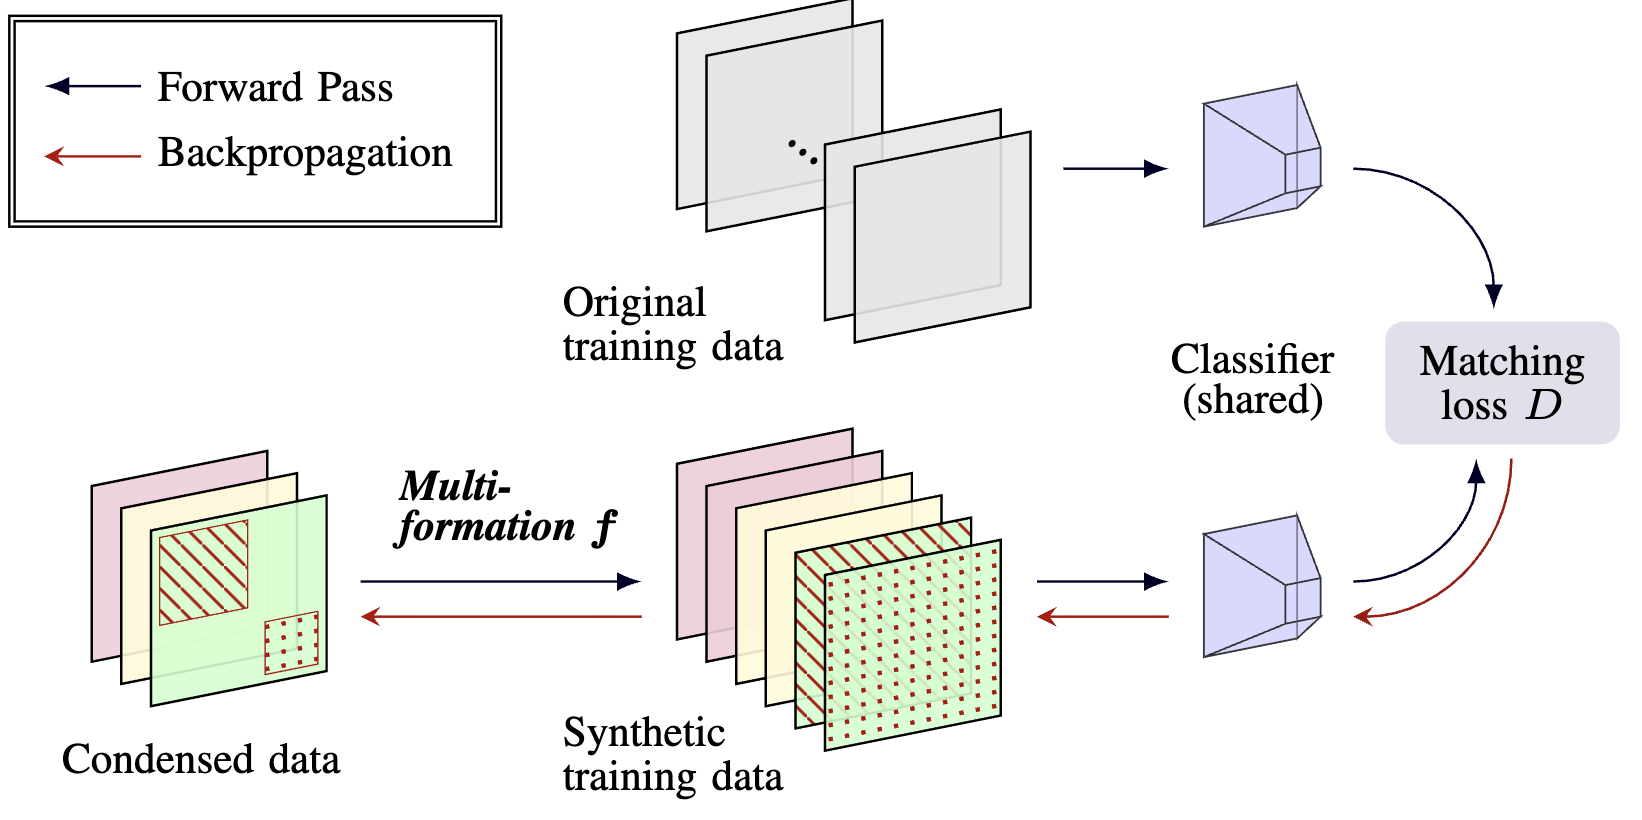 Forward Pass
Backpropagation
Original
training data
Classifier
(shared)
Matching
loss D
Multi-
formation f
Condensed data
Synthetic
training data